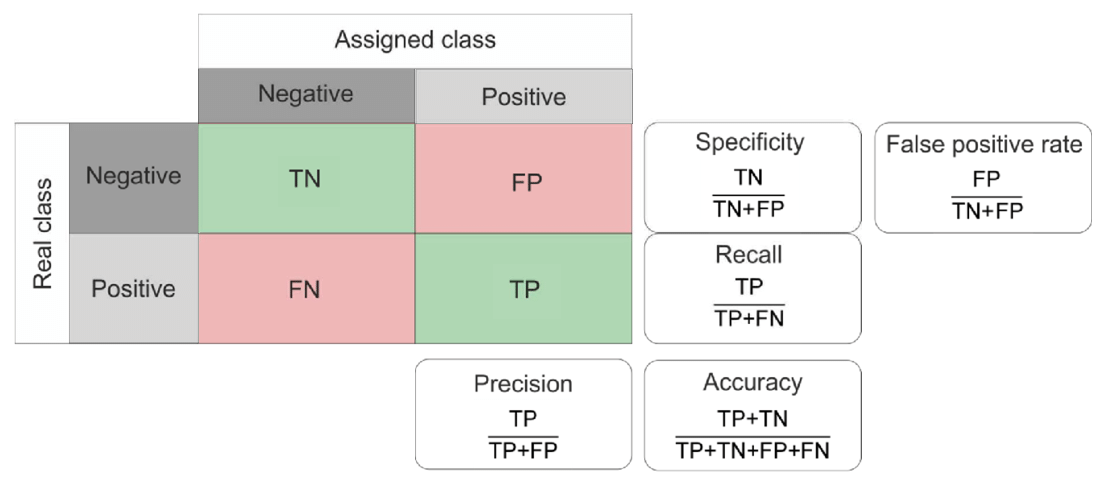 Assigned class
Negative
Positive
Real class
Negative
TN
FP
Specificity
TN
TN+FP
False positive rate
FP
TN+FP
Positive
FN
TP
Recall
TP
TP+FN
Precision
TP
TP+FP
Accuracy
TP+TN
TP+TN+FP+FN